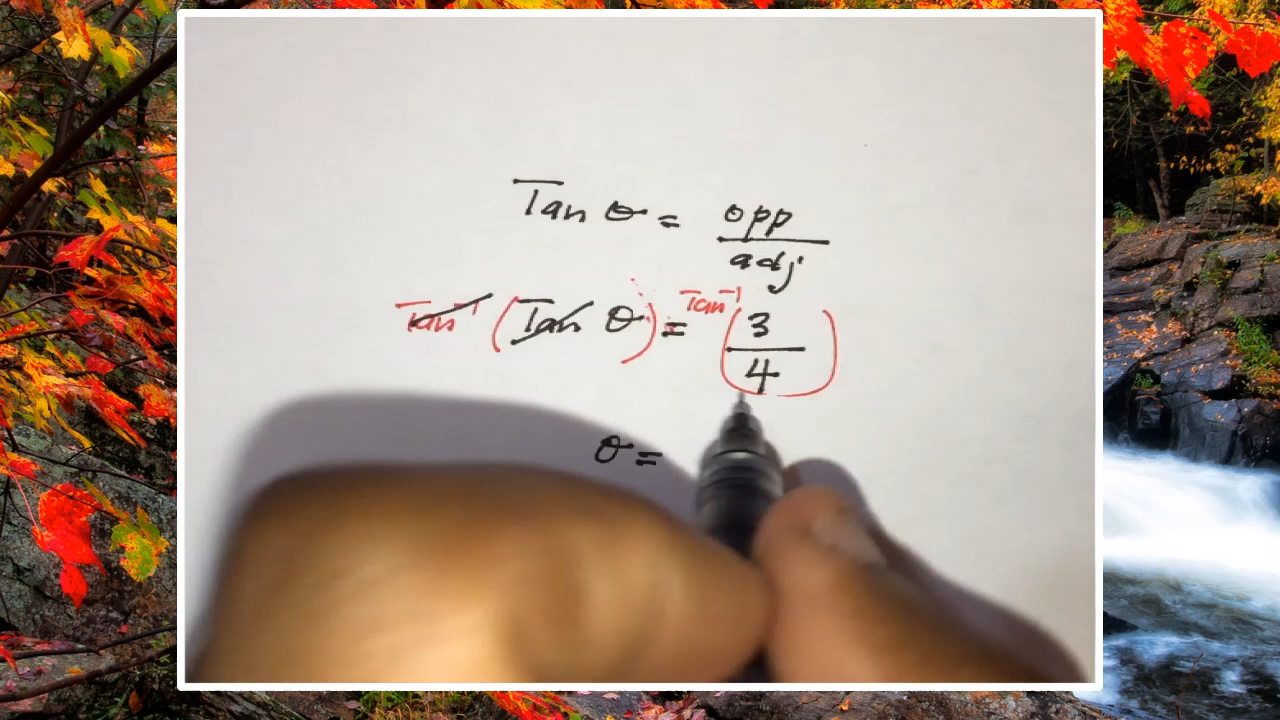 Tan θ = opp/adj
Tan⁻¹ (Tan θ) = Tan⁻¹ (3/4)
θ =